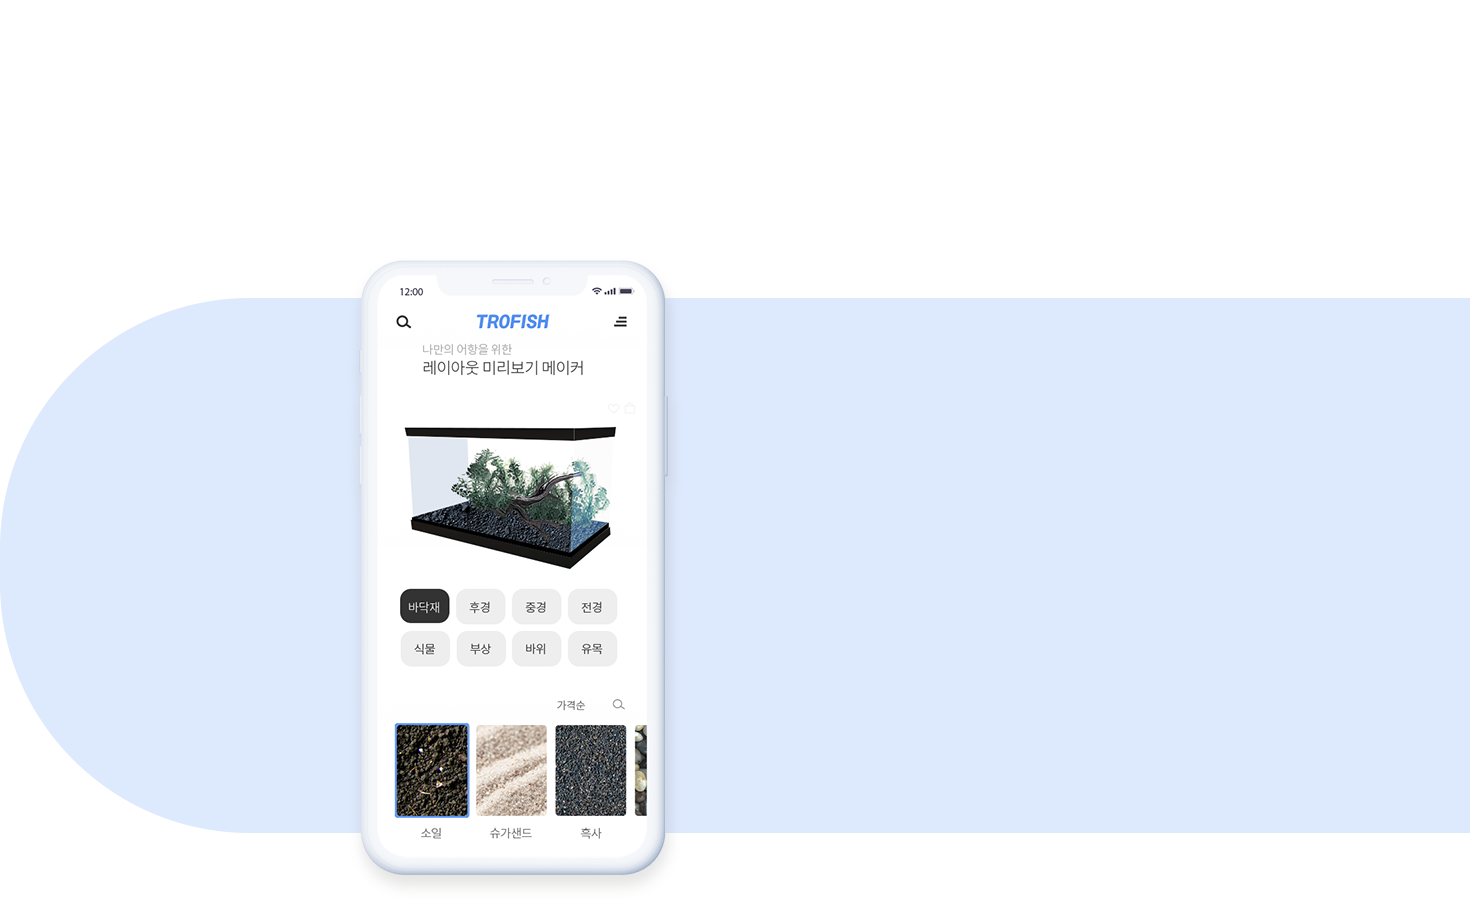 12:00
TROFISH
나만의 어항을 위한
레이아웃 미리보기 메이커
바닥재 후경 중경 전경
식물 부상 바위 유목
가격순
소일 슈가샌드 흑사